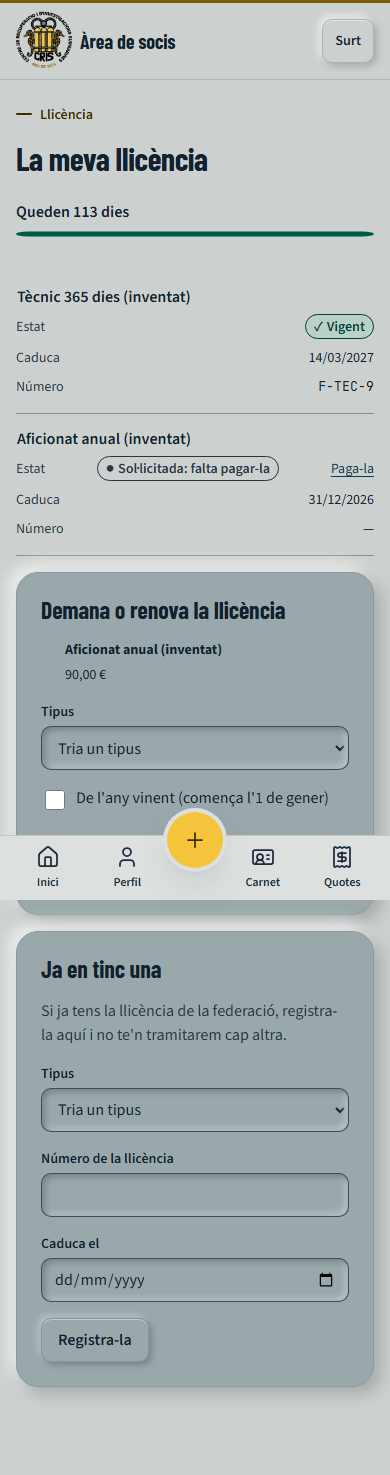 CRIS
Àrea de socis
Surt
Llicència
La meva llicència
Queden 113 dies
Tècnic 365 dies (inventat)
Estat
✓ Vigent
Caduca
14/03/2027
Número
F-TEC-9
Aficionat anual (inventat)
Estat
● Sol·licitada: falta pagar-la
Paga-la
Caduca
31/12/2026
Número
—
Demana o renova la llicència
Aficionat anual (inventat)
90,00 €
Tipus
Tria un tipus
De l'any vinent (comença l'1 de gener)
+
Inici
Perfil
Carnet
Quotes
Ja en tinc una
Si ja tens la llicència de la federació, registra-
la aquí i no te'n tramitarem cap altra.
Tipus
Tria un tipus
Número de la llicència
Caduca el
dd/mm/yyyy
Registra-la